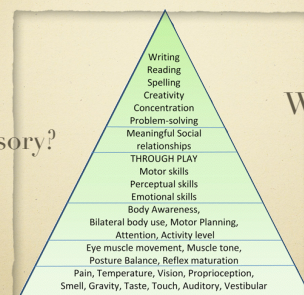 Writing
Reading
Spelling
Creativity
Concentration
Problem-solving
Meaningful Social
relationships
THROUGH PLAY
Motor skills
Perceptual skills
Emotional skills
Body Awareness,
Bilateral body use, Motor Planning,
Attention, Activity level
Eye muscle movement, Muscle tone,
Posture Balance, Reflex maturation
Pain, Temperature, Vision, Proprioception,
Smell, Gravity, Taste, Touch, Auditory, Vestibular
sory?
W